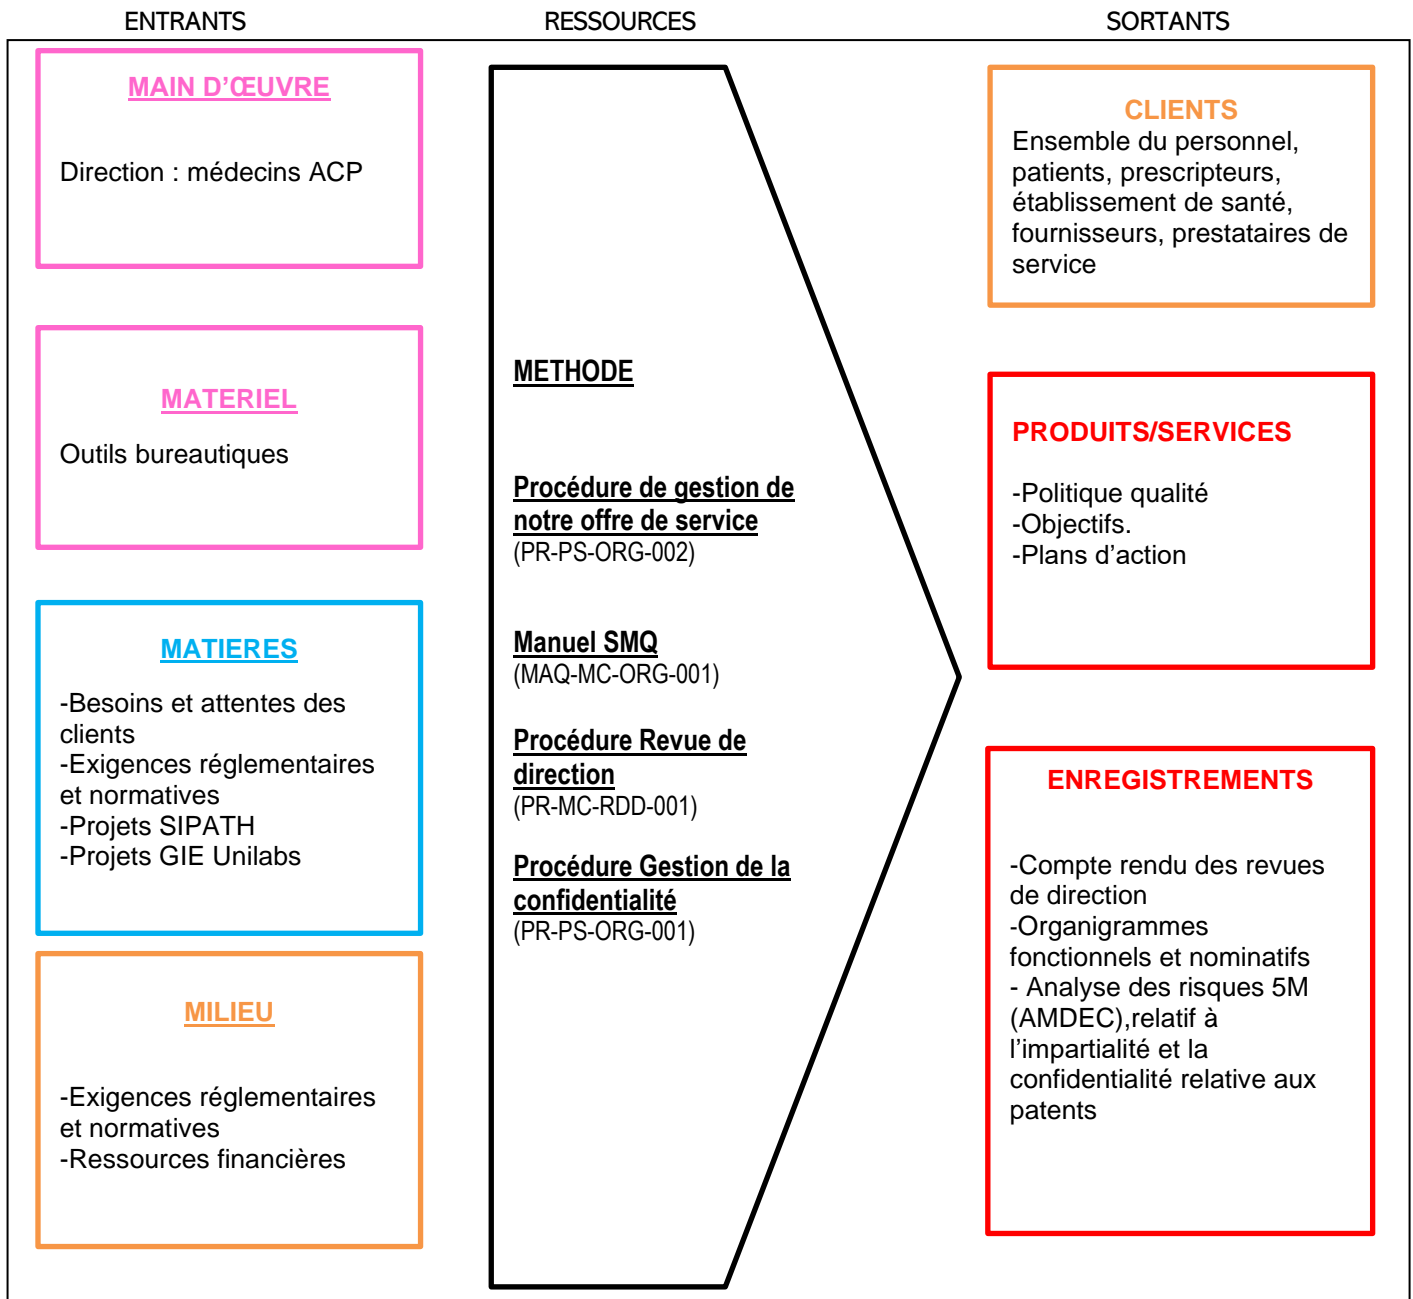 ENTRANTS
RESSOURCES
SORTANTS
MAIN D'ŒUVRE
Direction : médecins ACP
MATERIEL
Outils bureautiques
MATIERES
-Besoins et attentes des
clients
-Exigences réglementaires
et normatives
-Projets SIPATH
-Projets GIE Unilabs
MILIEU
-Exigences réglementaires
et normatives
-Ressources financières
METHODE
Procédure de gestion de
notre offre de service
(PR-PS-ORG-002)
Manuel SMQ
(MAQ-MC-ORG-001)
Procédure Revue de
direction
(PR-MC-RDD-001)
Procédure Gestion de la
confidentialité
(PR-PS-ORG-001)
CLIENTS
Ensemble du personnel,
patients, prescripteurs,
établissement de santé,
fournisseurs, prestataires de
service
PRODUITS/SERVICES
-Politique qualité
-Objectifs.
-Plans d'action
ENREGISTREMENTS
-Compte rendu des revues
de direction
-Organigrammes
fonctionnels et nominatifs
- Analyse des risques 5M
(AMDEC),relatif à
l'impartialité et la
confidentialité relative aux
patents